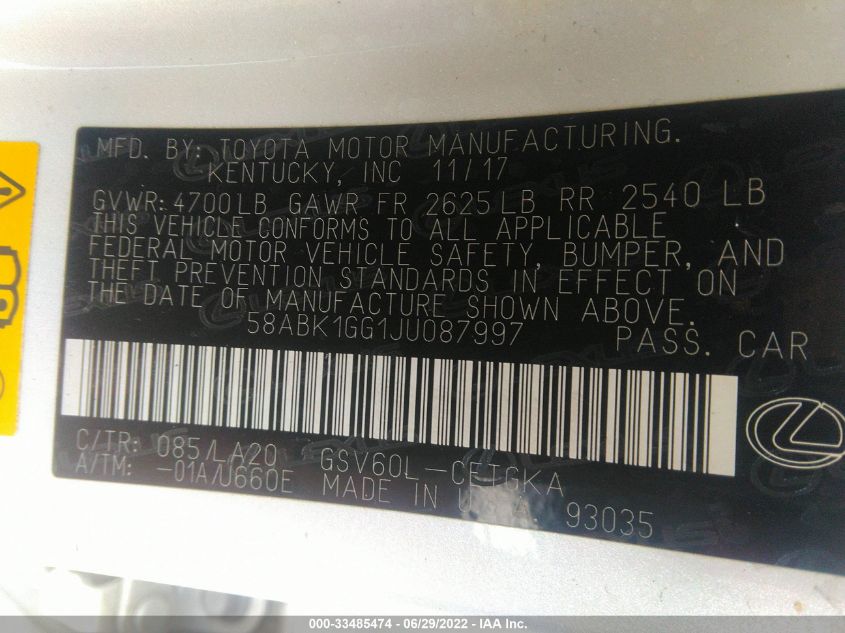 MFD. BY: TOYOTA MOTOR MANUFACTURING.
KENTUCKY, INC 11/17
GVWR: 4700LB GAWR FR 2625LB RR 2540 LB
THIS VEHICLE CONFORMS TO ALL APPLICABLE
FEDERAL MOTOR VEHICLE SAFETY, BUMPER, AND
THEFT PREVENTION STANDARDS IN EFFECT ON
THE DATE OF MANUFACTURE SHOWN ABOVE.
58ABK1GG1JU087997 PASS. CAR
C/TR: 085/LA20 GSV60L-CETGKA
A/TM: -01A/U660E MADE IN U. A. 93035
000-33485474 - 06/29/2022 - IAA Inc.